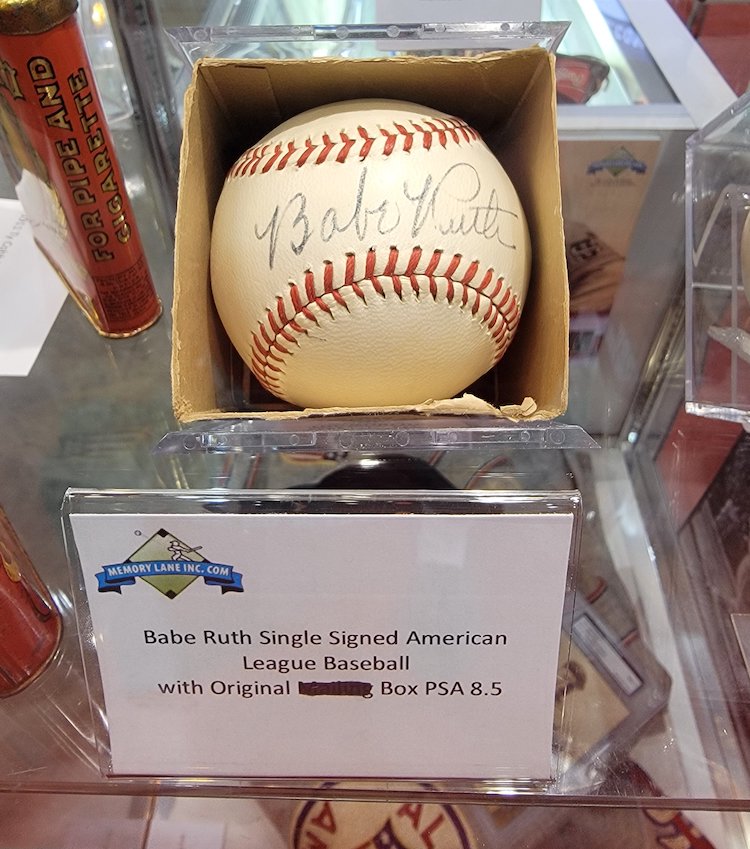 FOR PIPE AND
CIGARETTE
Babe Ruth
MEMORY LANE INC. COM
Babe Ruth Single Signed American
League Baseball
with Original Box PSA 8.5